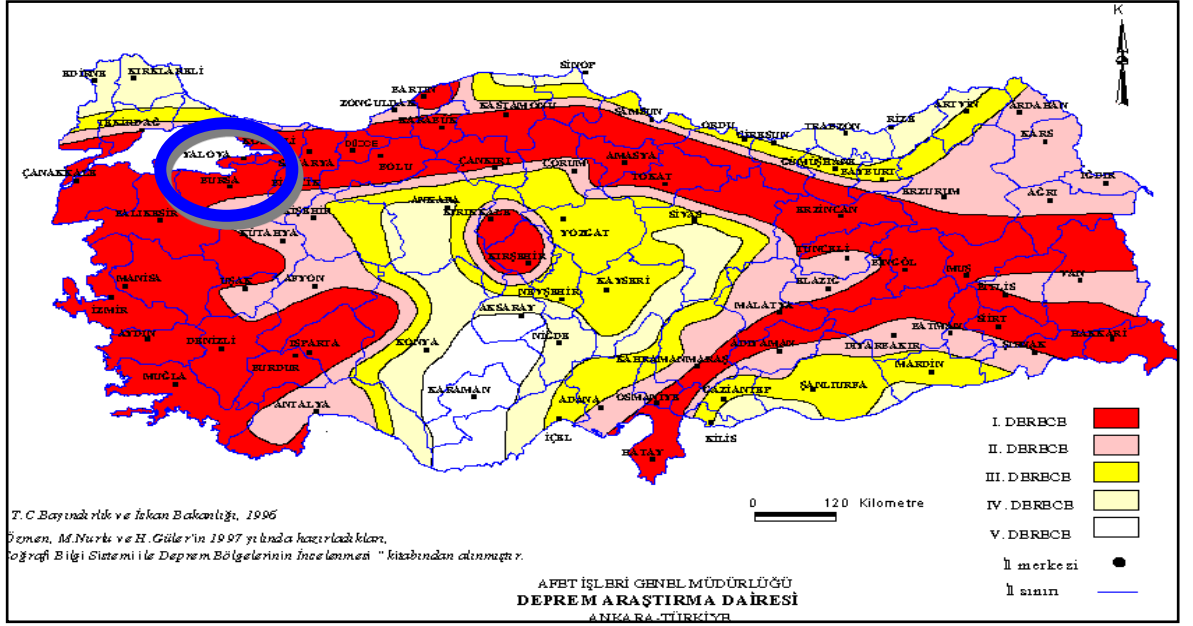 K
SİNOP
EDİRNE KIRKLARELİ
BARTIN
ZONGULDAK KASTAMONU
SAMSUN ARTVİN ARDAHAN
TEKİRDAĞ KARABUK ORDU GİRESUN TRABZON RİZE
KARS
YALOVA DÜZCE
BOLU ÇANKIRI ÇORUM AMASYA GÜMÜŞHANE
ÇANAKKALE BURSA TOKAT BAYBURT IĞDIR
ERZURUM AĞRI
BALIKESİR ANKARA KIRIKKALE SİVAS ERZİNCAN
KÜTAHYA YOZGAT
KIRŞEHİR TUNCELİ
MANİSA UŞAK AFYON BİNGÖL MUŞ VAN
NEVŞEHİR KAYSERİ ELAZIĞ BİTLİS
İZMİR AKSARAY MALATYA SİİRT
AYDIN DENİZLİ ISPARTA KONYA NİĞDE ADIYAMAN DİYARBAKIR BATMAN HAKKARİ
BURDUR KAHRAMANMARAŞ ŞIRNAK
MUĞLA KARAMAN GAZİANTEP ŞANLIURFA MARDİN
ANTALYA ADANA OSMANİYE
İÇEL KİLİS
HATAY
I. DERECE
II. DERECE
III. DERECE
IV. DERECE
V. DERECE
İl merkezi
İl sınırı
0 120 Kilometre
T.C.Bayındırlık ve İskan Bakanlığı, 1996
Özmen, M.Nurlu ve H.Güler'in 1997 yılında hazırladıkları,
Coğrafi Bilgi Sistemi ile Deprem Bölgelerinin İncelenmesi " kitabından alınmıştır.
AFET İŞLERİ GENEL MÜDÜRLÜĞÜ
DEPREM ARAŞTIRMA DAİRESİ
ANKARA-TÜRKİYE